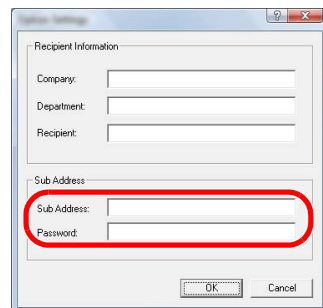 Recipient Information
Company:
Department:
Recipient:
Sub Address
Sub Address:
Password:
OK Cancel